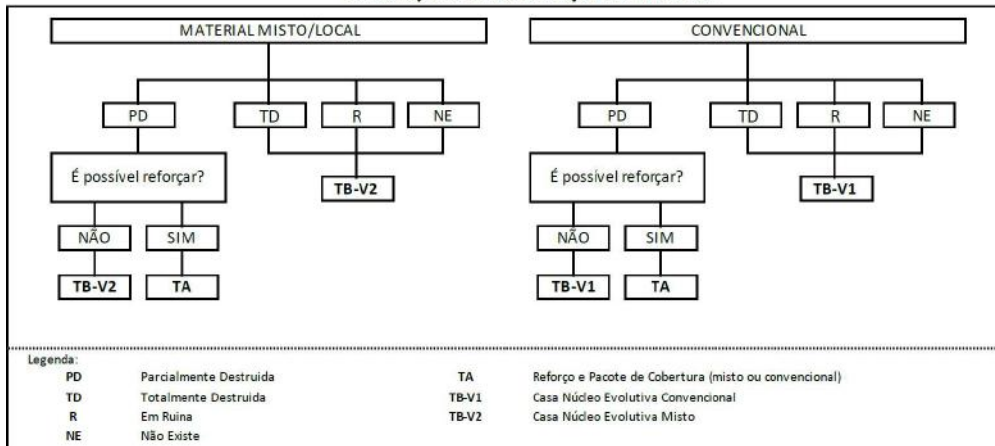 MATERIAL MISTO/LOCAL
CONVENCIONAL
PD
TD
R
NE
PD
TD
R
NE
É possível reforçar?
TB-V2
É possível reforçar?
TB-V1
NÃO
SIM
NÃO
SIM
TB-V2
TA
TB-V1
TA
Legenda:
PD Parcialmente Destruida
TA Reforço e Pacote de Cobertura (misto ou convencional)
TD Totalmente Destruida
TB-V1 Casa Núcleo Evolutiva Convencional
R Em Ruina
TB-V2 Casa Núcleo Evolutiva Misto
NE Não Existe